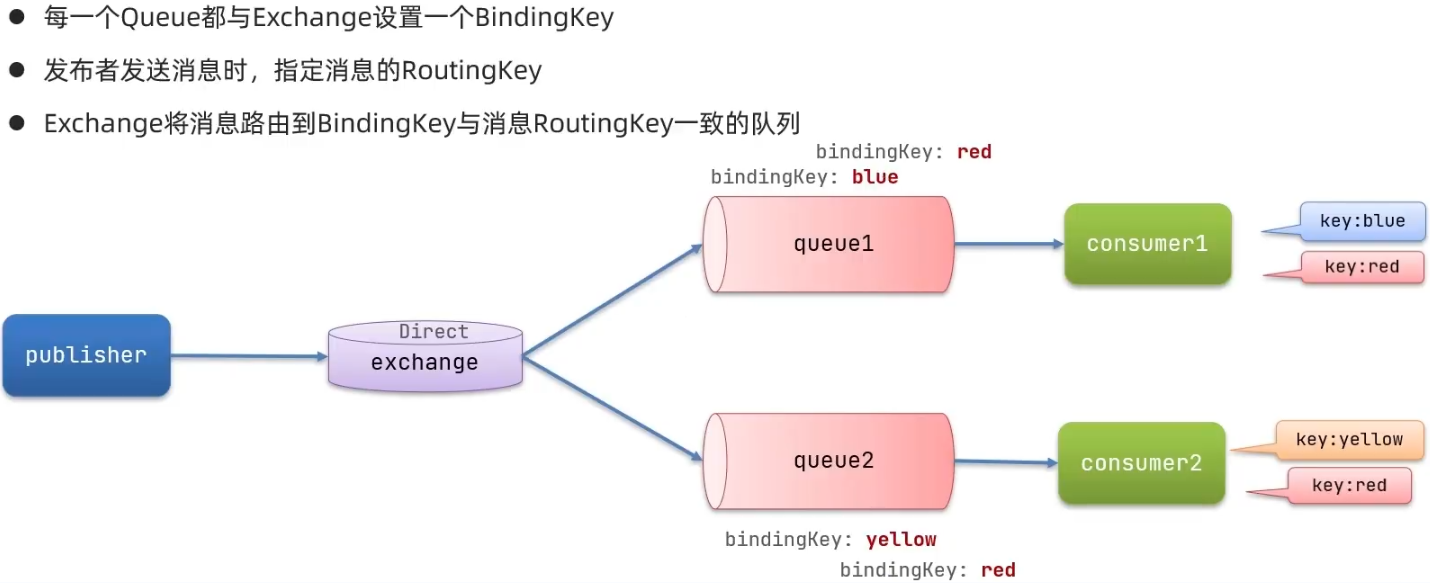 每一个Queue都与Exchange设置一个BindingKey
发布者发送消息时，指定消息的RoutingKey
Exchange将消息路由到BindingKey与消息RoutingKey一致的队列
bindingKey: red
bindingKey: blue
queue1
consumer1
key:blue
key:red
publisher
Direct
exchange
queue2
consumer2
key:yellow
key:red
bindingKey: yellow
bindingKey: red